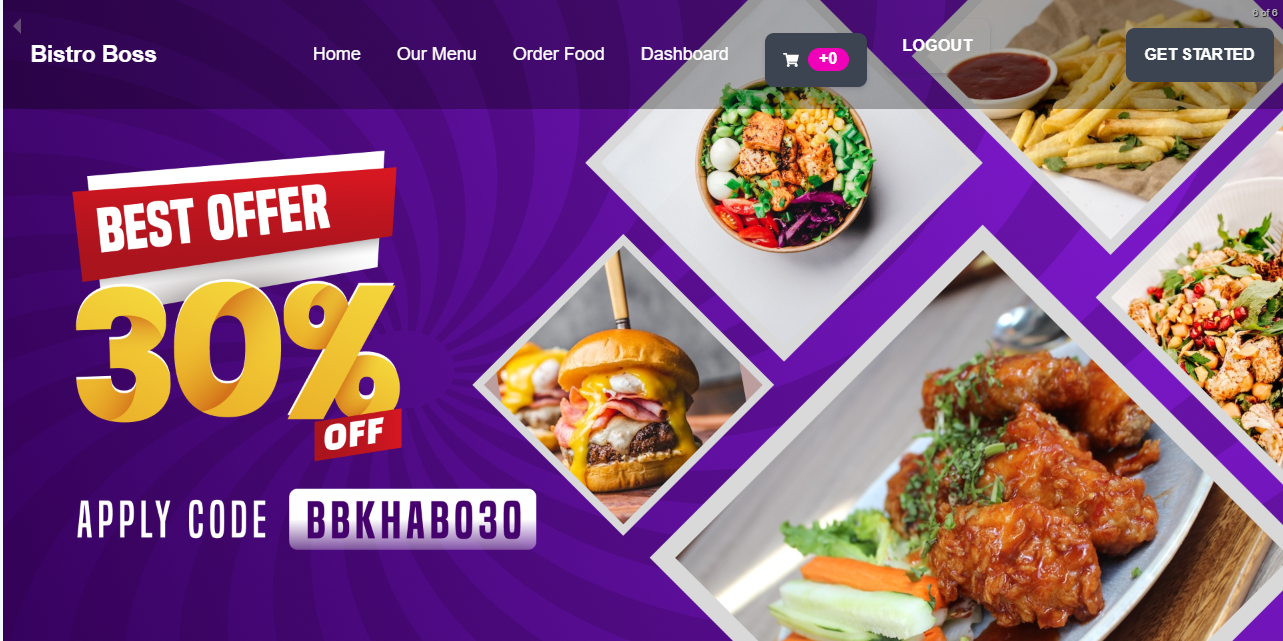 6 of 6
Bistro Boss
Home
Our Menu
Order Food
Dashboard
+0
LOGOUT
GET STARTED
BEST OFFER
30%
OFF
APPLY CODE BBKHABO30